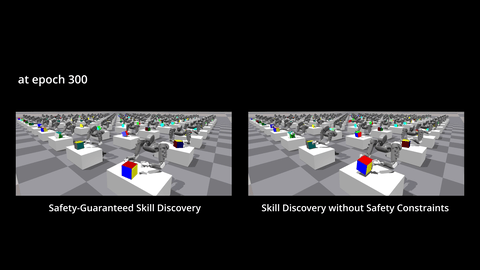 at epoch 300
Safety-Guaranteed Skill Discovery
Skill Discovery without Safety Constraints